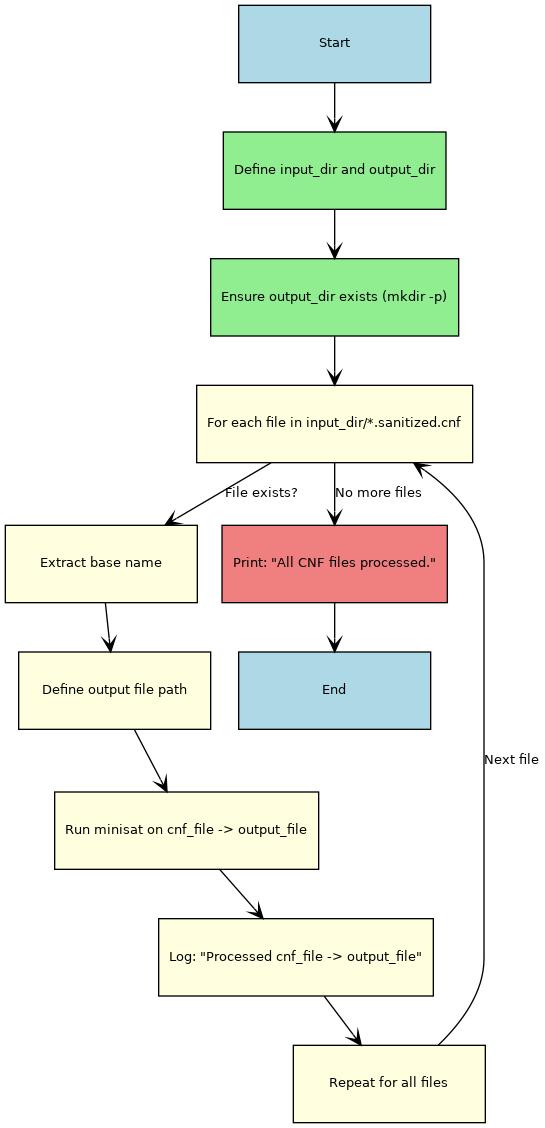 Start
Define input_dir and output_dir
Ensure output_dir exists (mkdir -p)
For each file in input_dir/*.sanitized.cnf
File exists?
No more files
Extract base name
Print: "All CNF files processed."
Define output file path
End
Next file
Run minisat on cnf_file -> output_file
Log: "Processed cnf_file -> output_file"
Repeat for all files